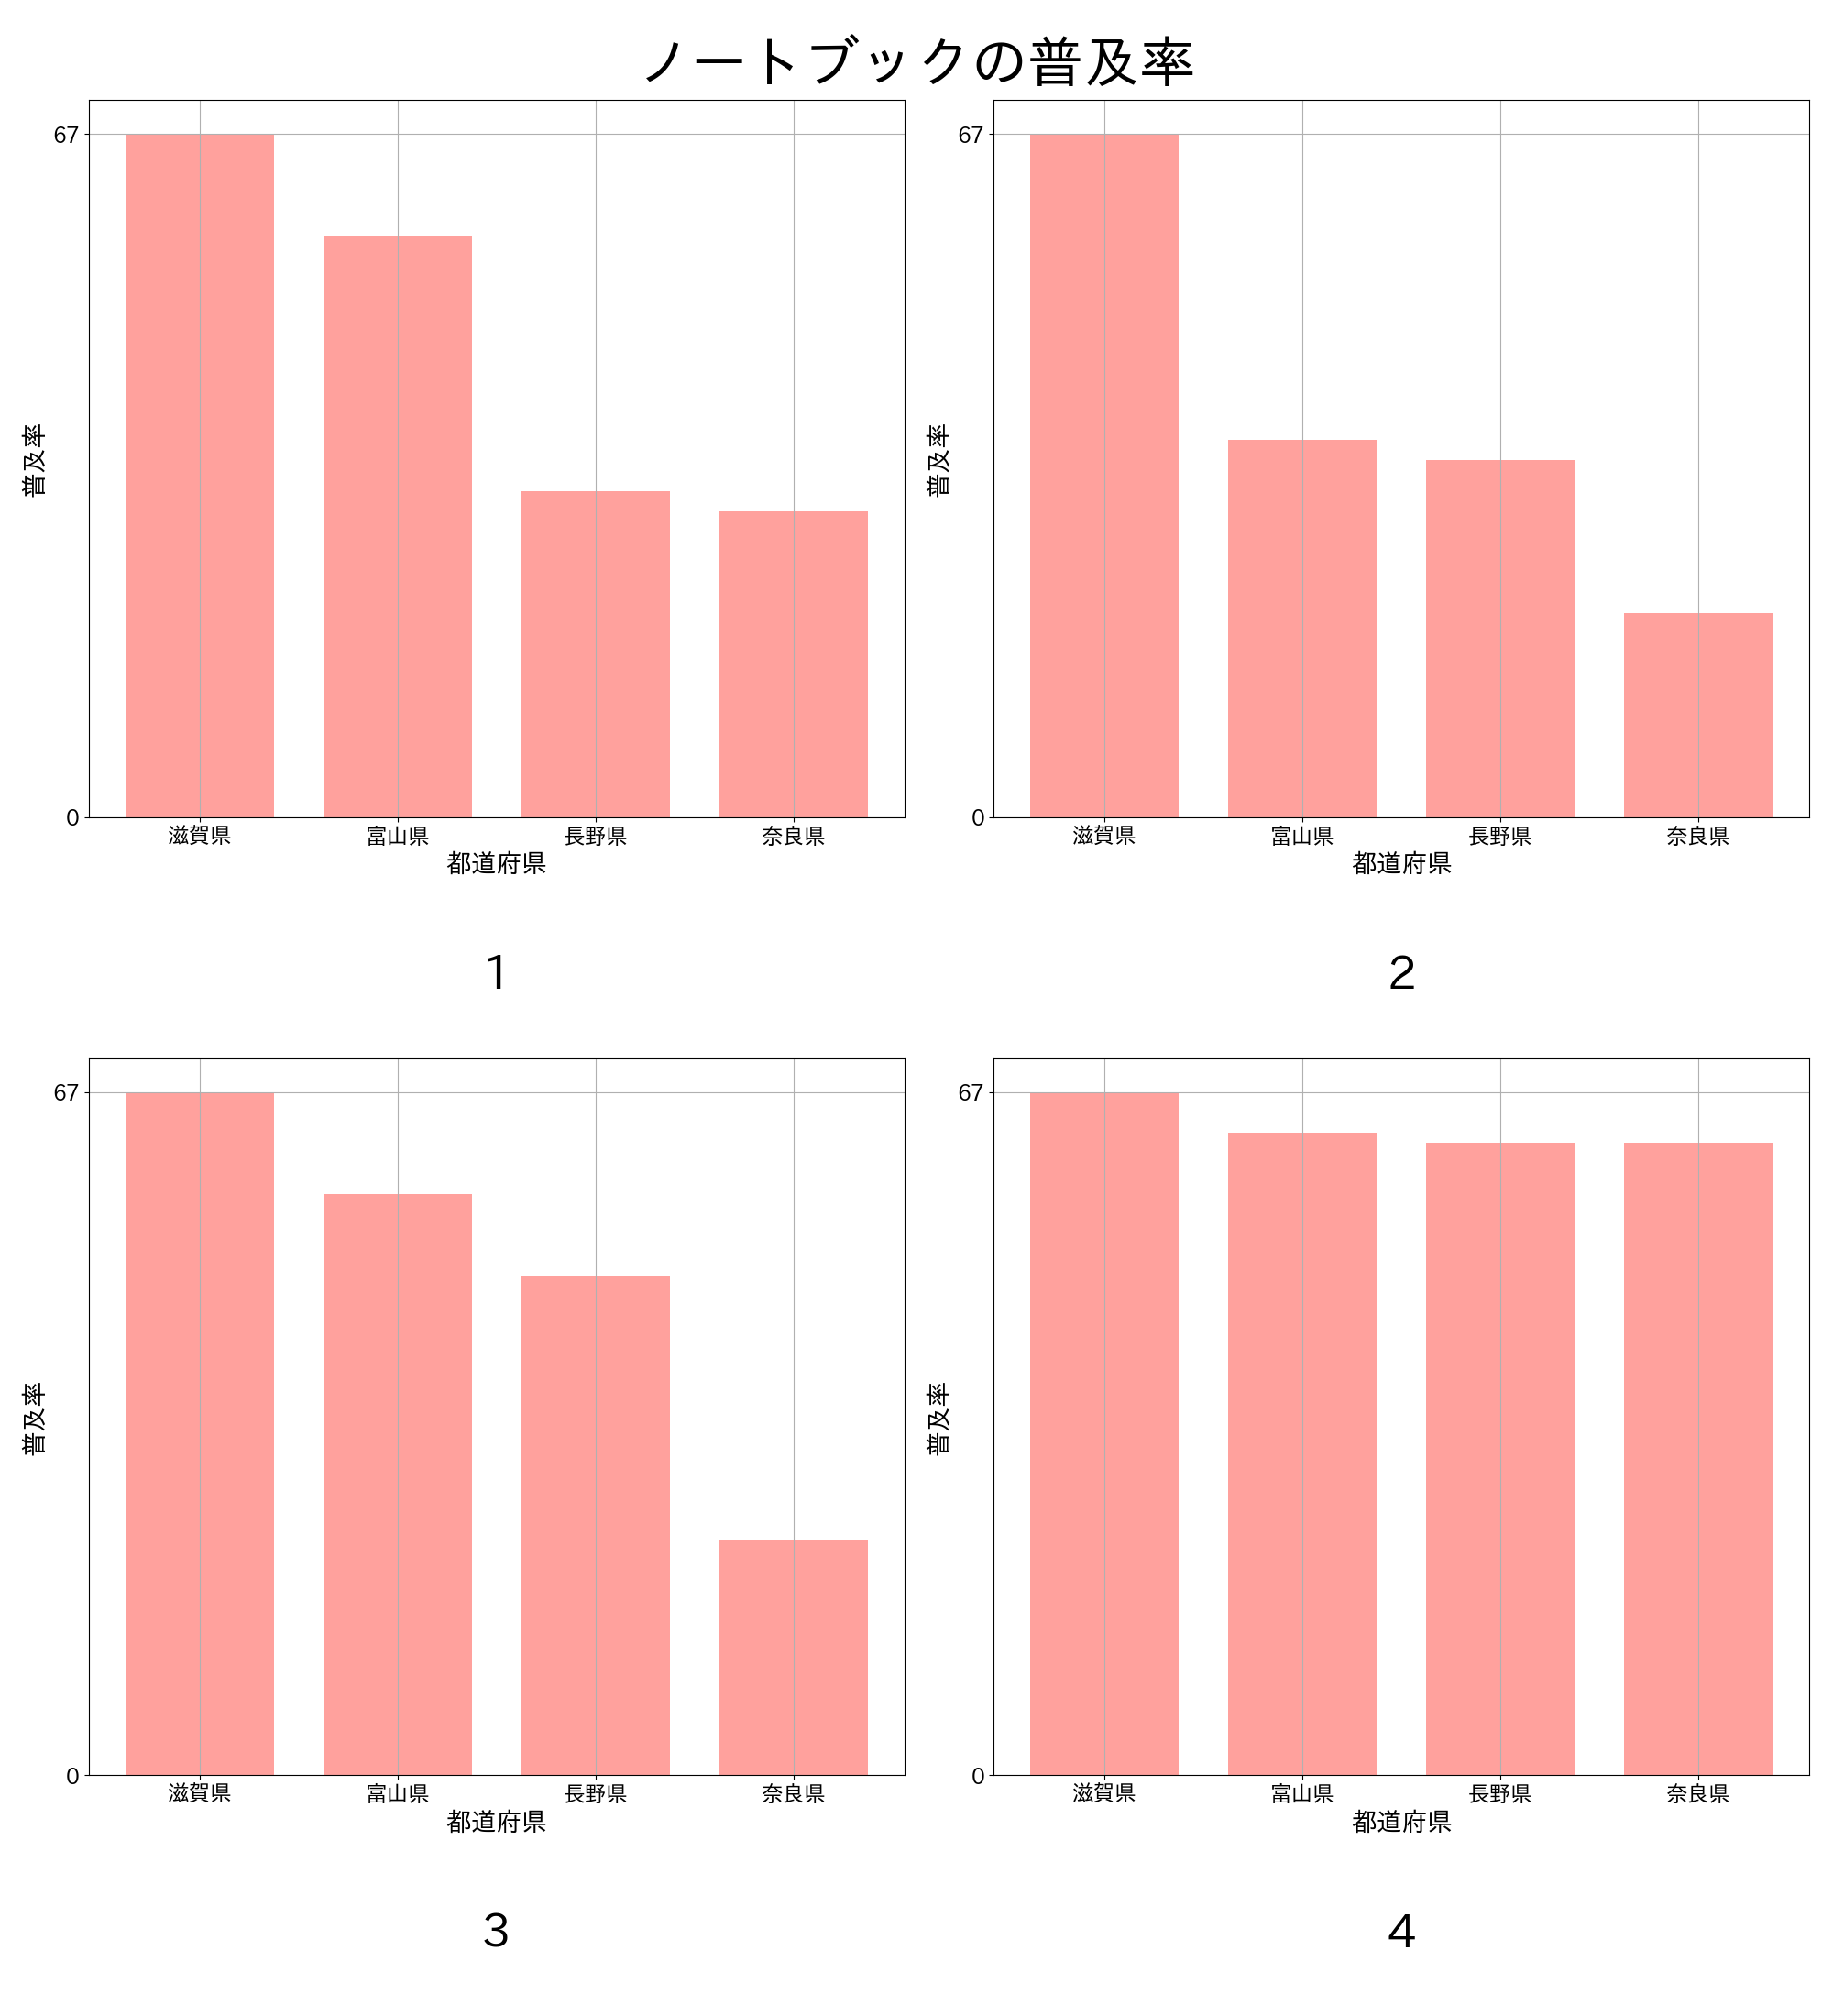 ノートブックの普及率
67
0
普及率
滋賀県 富山県 長野県 奈良県
都道府県
1
67
0
普及率
滋賀県 富山県 長野県 奈良県
都道府県
2
67
0
普及率
滋賀県 富山県 長野県 奈良県
都道府県
3
67
0
普及率
滋賀県 富山県 長野県 奈良県
都道府県
4